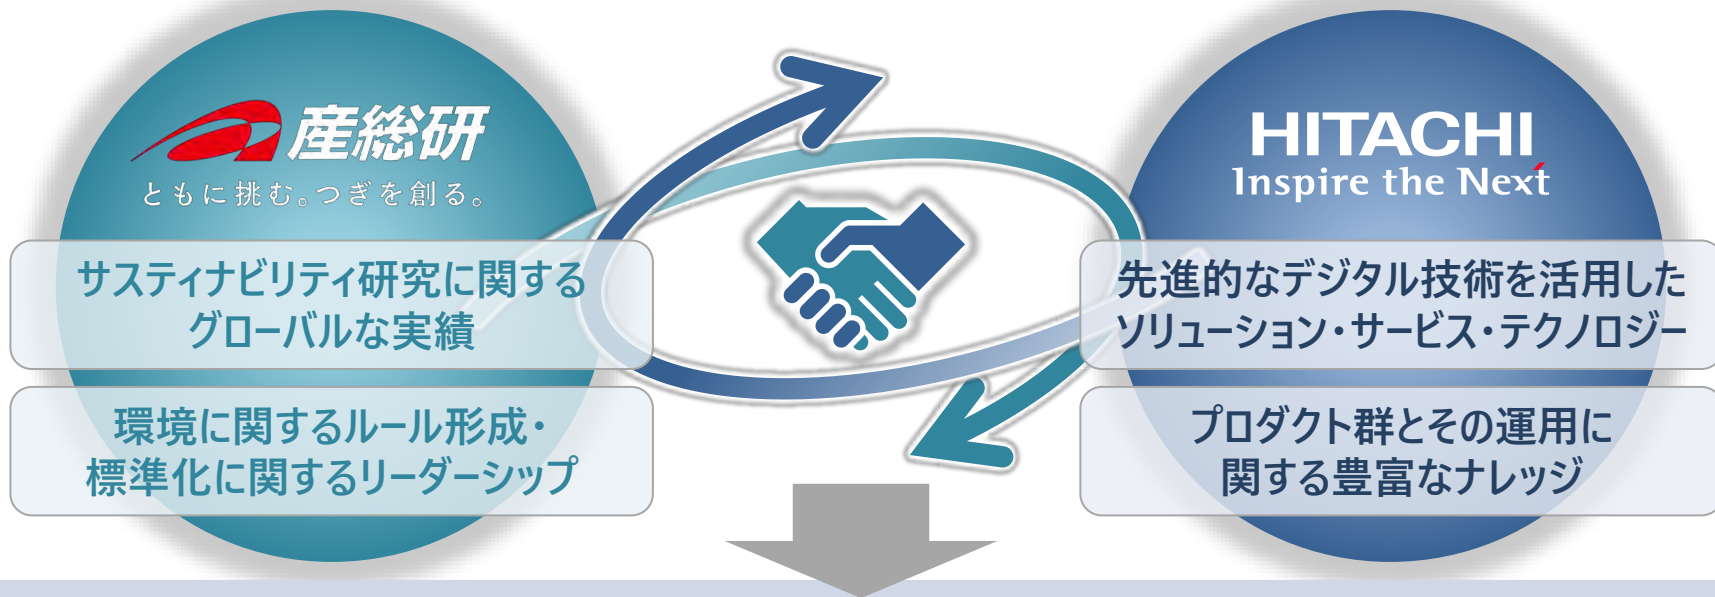 産総研
ともに挑む。つぎを創る。
サスティナビリティ研究に関する
グローバルな実績
環境に関するルール形成・
標準化に関するリーダーシップ
HITACHI
Inspire the Next
先進的なデジタル技術を活用した
ソリューション・サービス・テクノロジー
プロダクト群とその運用に
関する豊富なナレッジ